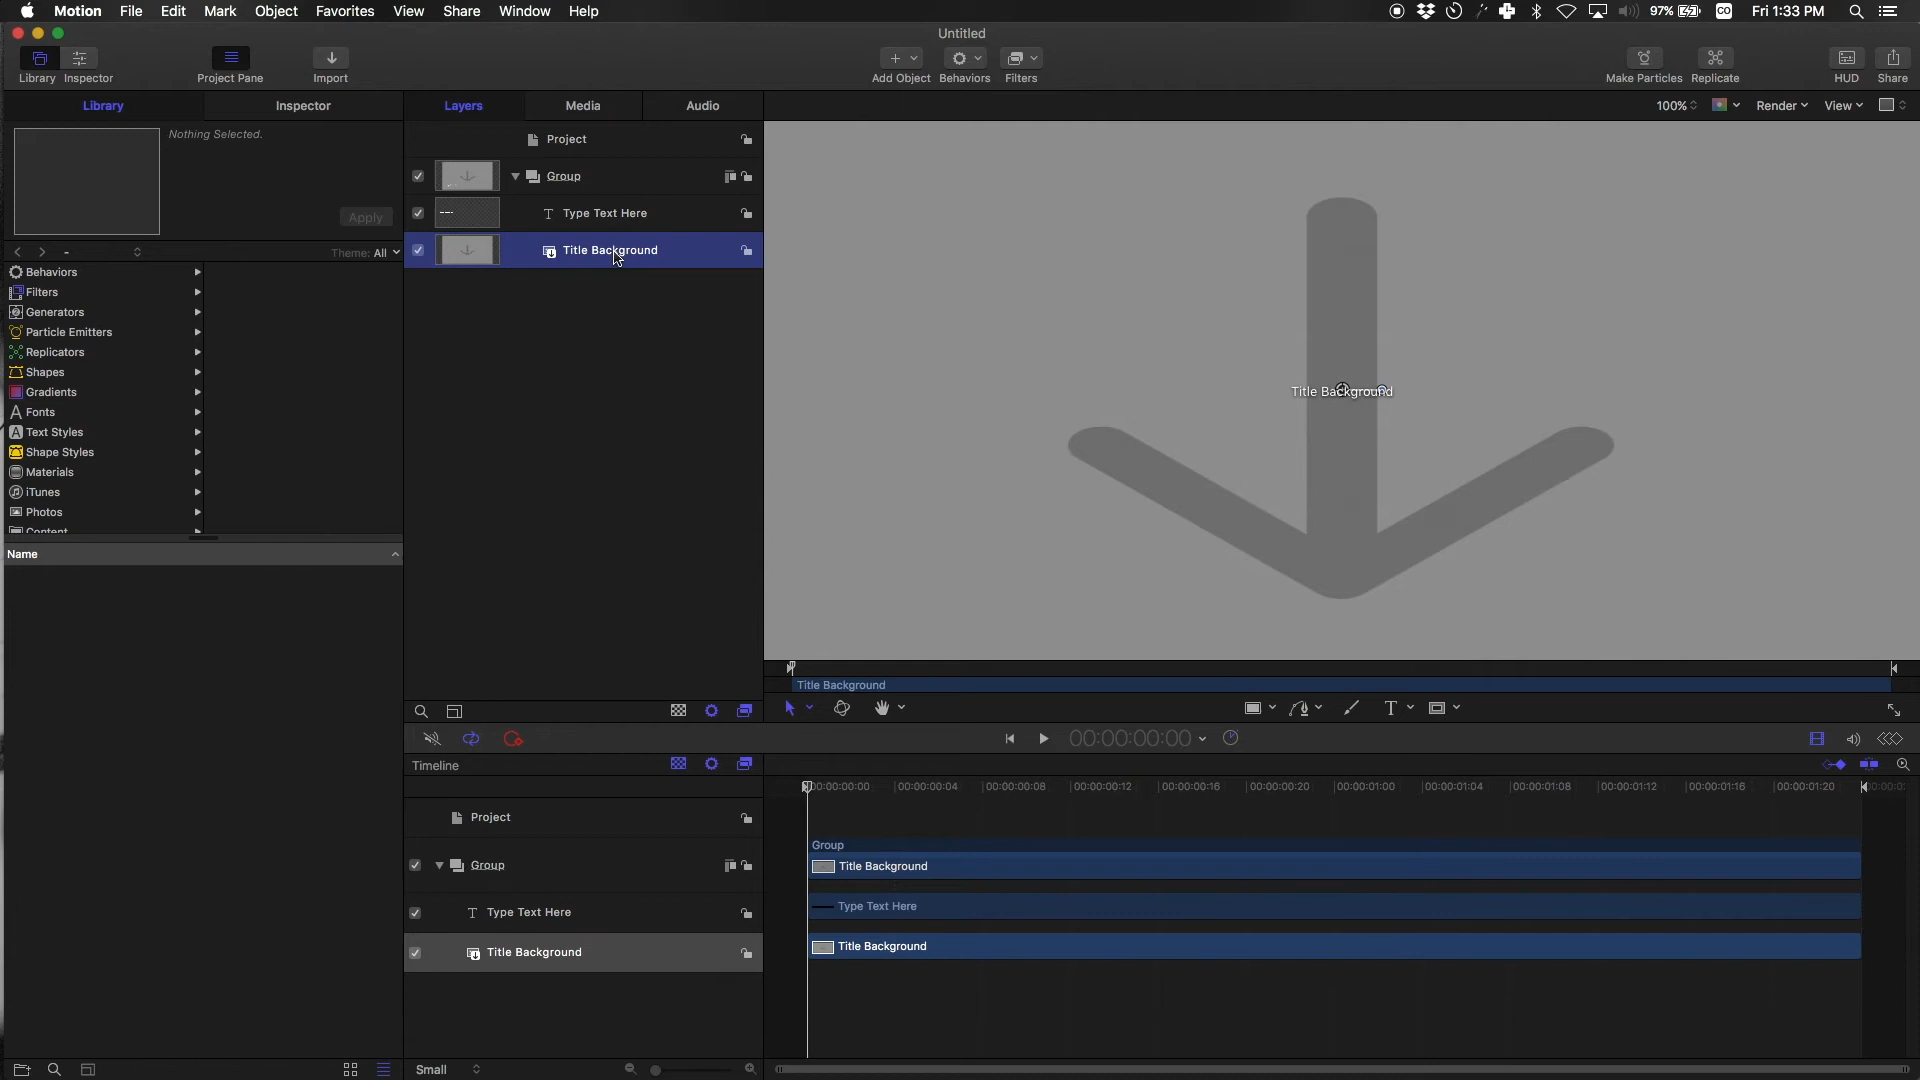 Motion File Edit Mark Object Favorites View Share Window Help 97% Fri 1:33 PM
Untitled
Library Inspector Project Pane Import Add Object Behaviors Filters Make Particles Replicate HUD Share
Library Inspector Layers Media Audio 100% Render View
Nothing Selected.
Apply
- Theme: All
Behaviors
Filters
Generators
Particle Emitters
Replicators
Shapes
Gradients
Fonts
Text Styles
Shape Styles
Materials
iTunes
Photos
Content
Name
Project
Group
Type Text Here
Title Background
Title Background
Title Background
00:00:00:00
Timeline
00:00:00:00 00:00:00:04 00:00:00:08 00:00:00:12 00:00:00:16 00:00:00:20 00:00:01:00 00:00:01:04 00:00:01:08 00:00:01:12 00:00:01:16 00:00:01:20
Project
Group
Group
Title Background
Type Text Here
Type Text Here
Title Background
Title Background
Small